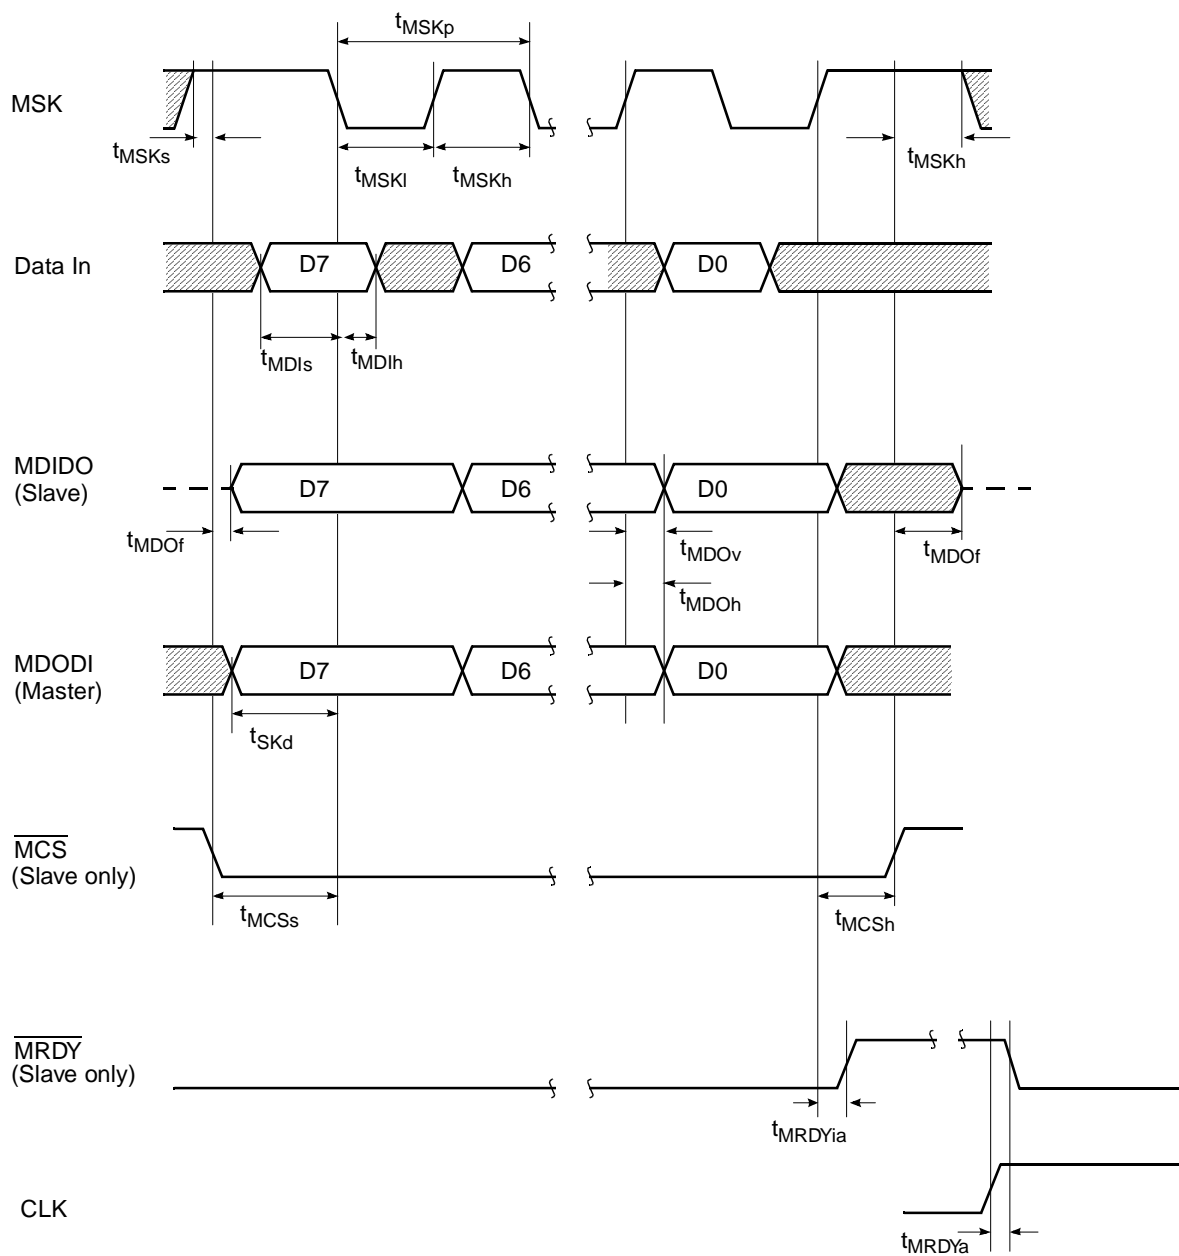 tMSKp
MSK
tMSKs
tMSKl
tMSKh
tMSKh
Data In
D7
D6
D0
tMDIs
tMDIh
MDIDO
(Slave)
D7
D6
D0
tMDOf
tMDOv
tMDOf
tMDOh
MDODI
(Master)
D7
D6
D0
tSKd
MCS
(Slave only)
tMCSs
tMCSh
MRDY
(Slave only)
tMRDYia
CLK
tMRDYa